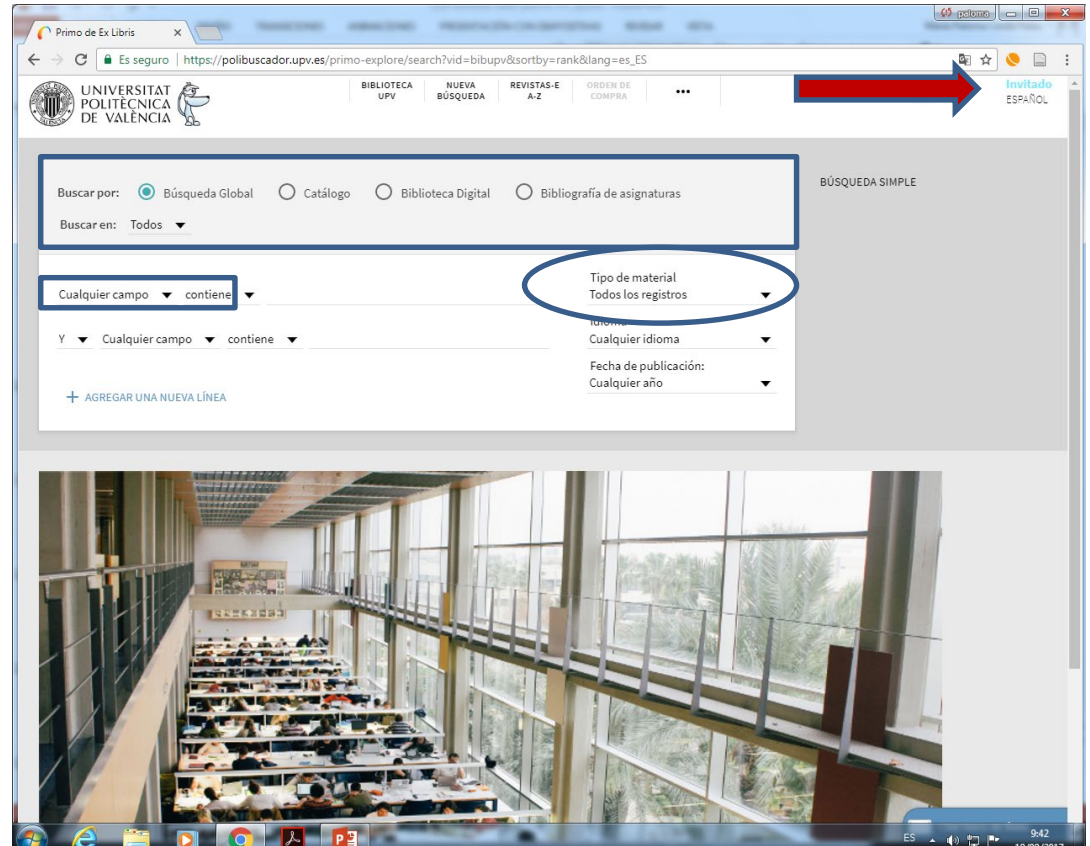 paloma
Primo de Ex Libris
Es seguro | https://polibuscador.upv.es/primo-explore/search?vid=bibupv&sortby=rank&lang=es_ES
UNIVERSITAT
POLITÈCNICA
DE VALÈNCIA
BIBLIOTECA
UPV
NUEVA
BÚSQUEDA
REVISTAS-E
A-Z
ORDEN DE
COMPRA
Invitado
ESPAÑOL
Buscar por: Búsqueda Global Catálogo Biblioteca Digital Bibliografía de asignaturas
Buscar en: Todos
BÚSQUEDA SIMPLE
Cualquier campo contiene
Tipo de material
Todos los registros
Y Cualquier campo contiene
Idioma
Cualquier idioma
Fecha de publicación:
Cualquier año
+ AGREGAR UNA NUEVA LÍNEA
ES 9:42